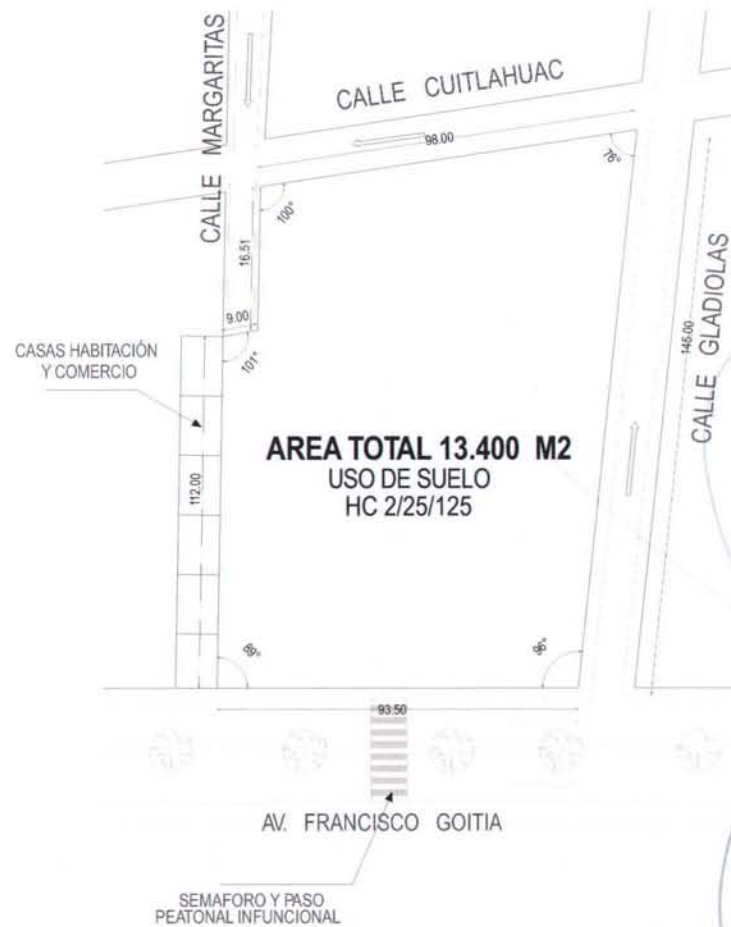 CALLE MARGARITAS
CALLE CUITLAHUAC
98.00
76°
100°
16.51
9.00
101°
CASAS HABITACIÓN
Y COMERCIO
CALLE GLADIOLAS
146.00
AREA TOTAL 13.400 M2
USO DE SUELO
HC 2/25/125
112.00
89°
96°
93.50
AV. FRANCISCO GOITIA
SEMAFORO Y PASO
PEATONAL INFUNCIONAL